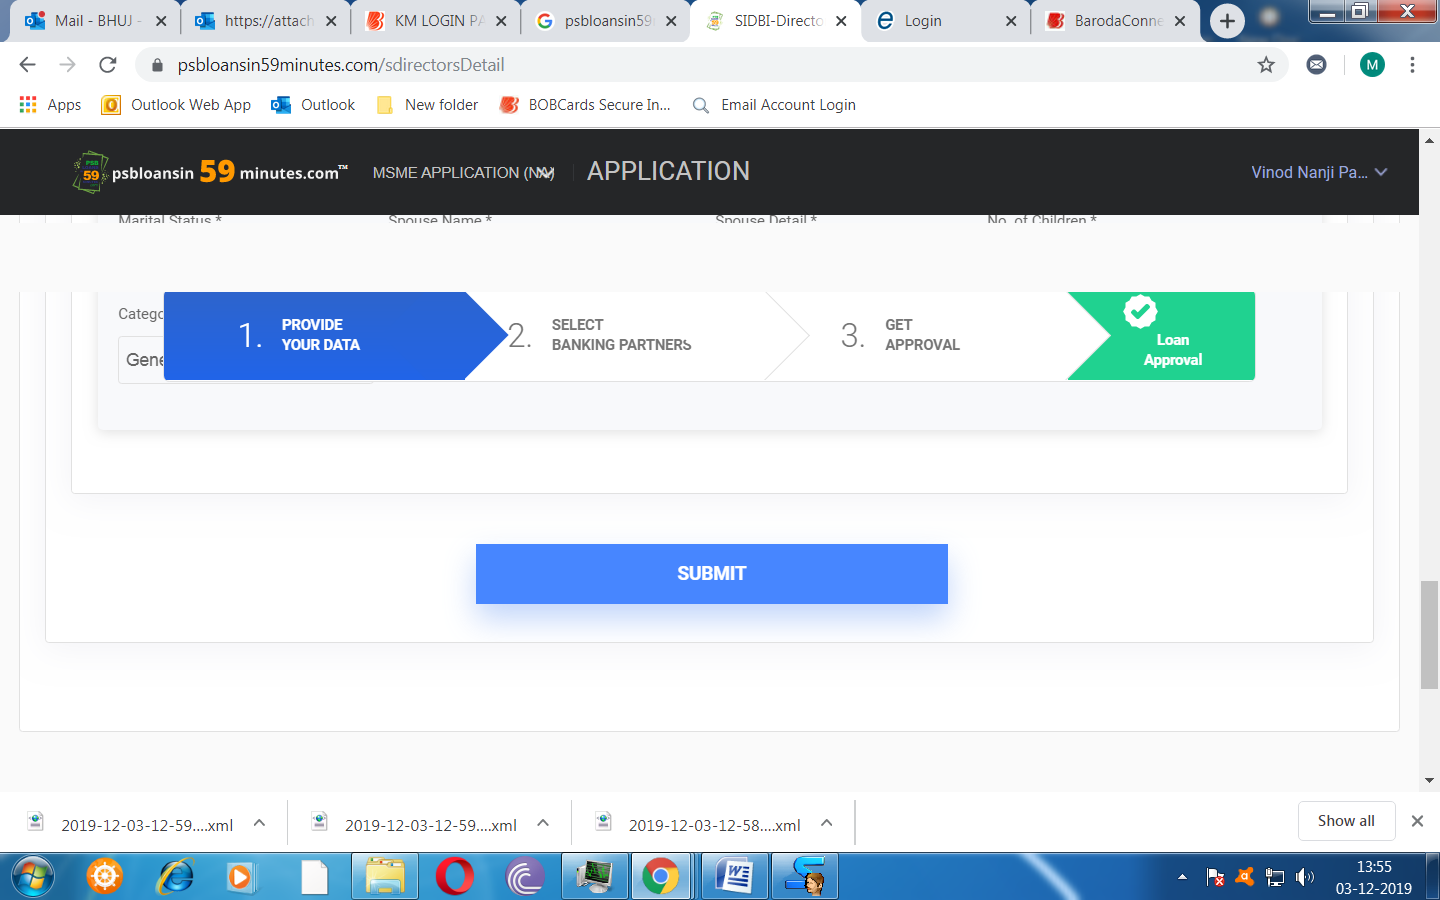 Mail - BHUJ -
https://attach
KM LOGIN PA
psbloansin59
SIDBI-Directo
Login
BarodaConne
psbloansin59minutes.com/sdirectorsDetail
M
Apps
Outlook Web App
Outlook
New folder
BOBCards Secure In...
Email Account Login
PSB
59
psbloansin 59 minutes.com™
MSME APPLICATION
APPLICATION
Vinod Nanji Pa...
Marital Status *
Spouse Name *
Spouse Detail *
No. of Children *
Catego
Gene
1. PROVIDE
YOUR DATA
2. SELECT
BANKING PARTNERS
3. GET
APPROVAL
Loan
Approval
SUBMIT
2019-12-03-12-59....xml
2019-12-03-12-59....xml
2019-12-03-12-58....xml
Show all
13:55
03-12-2019